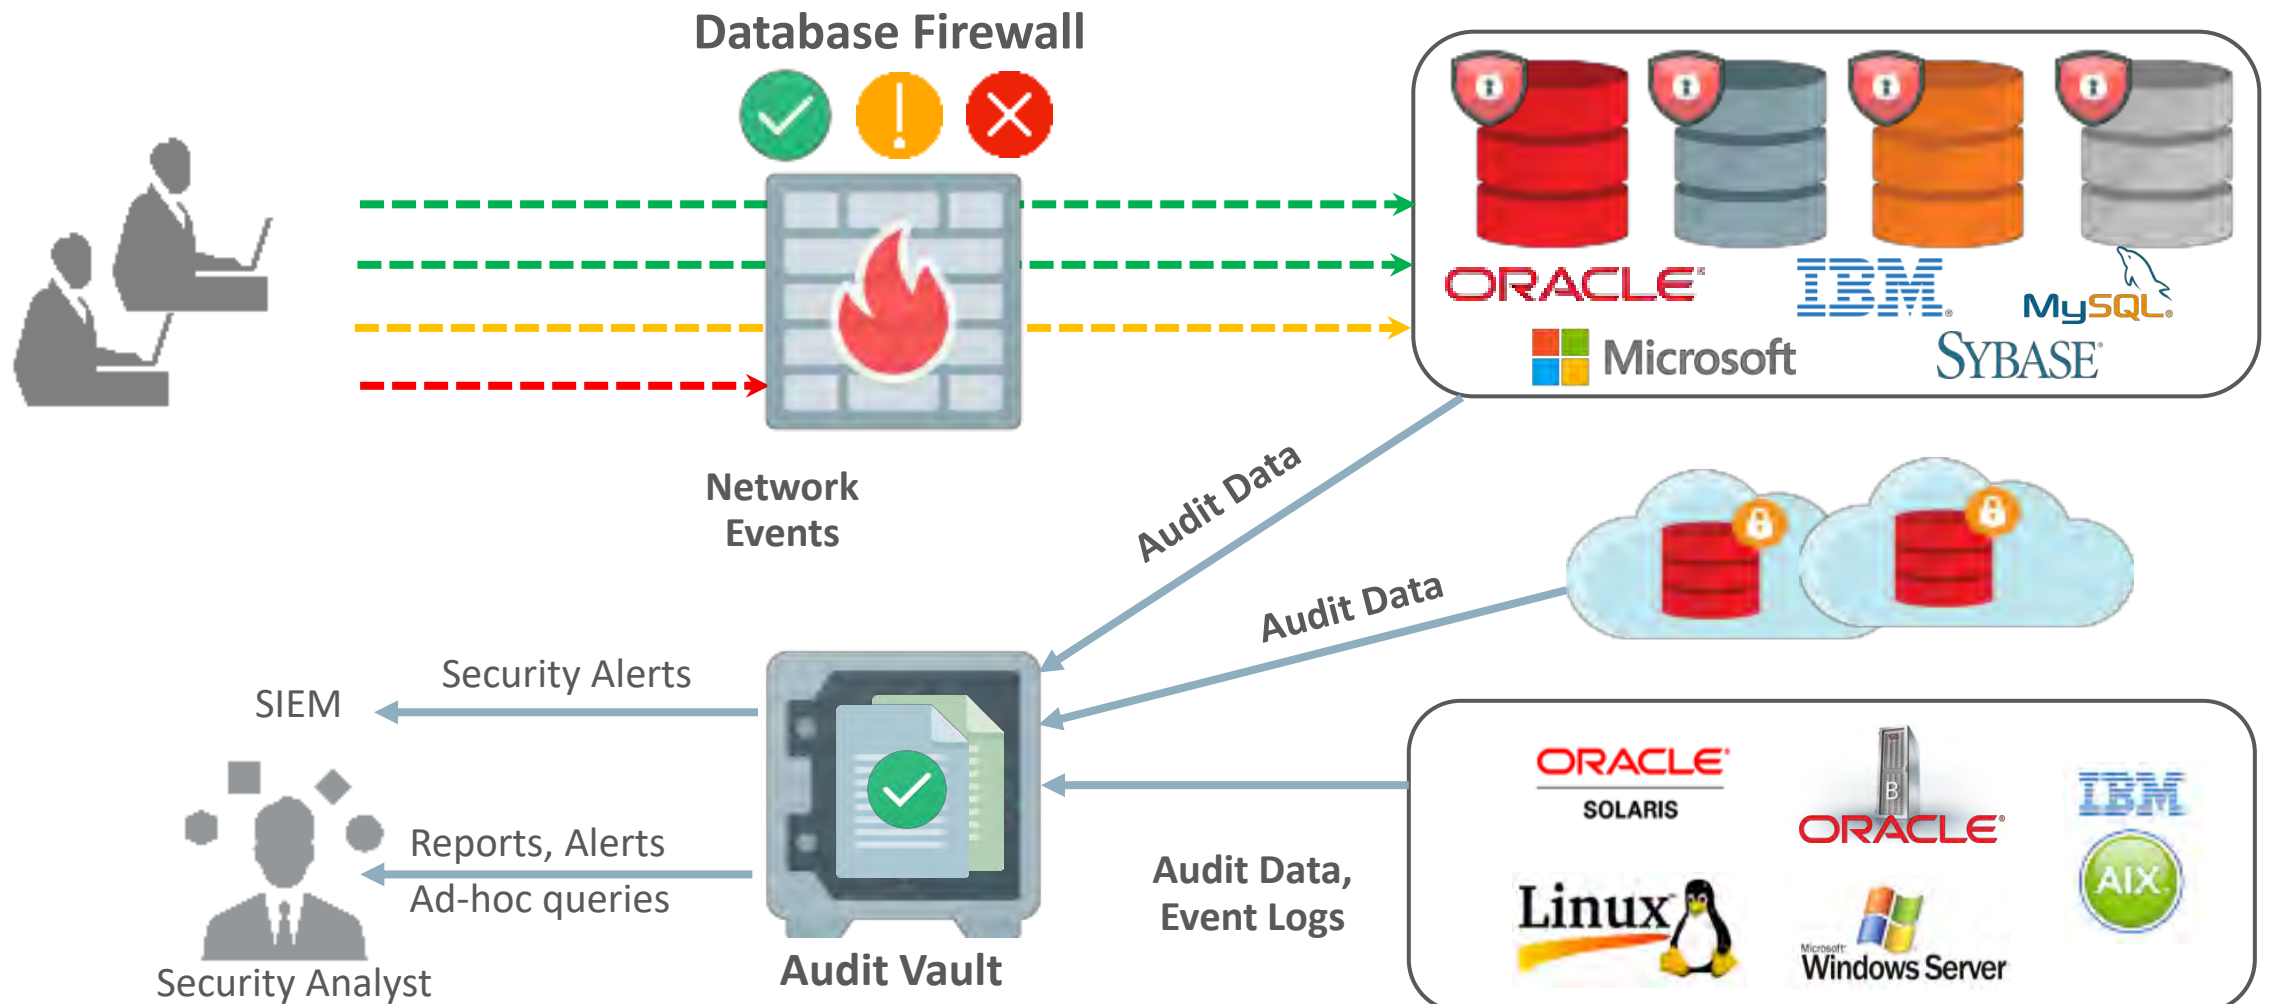 Database Firewall
ORACLE®
IBM®
MySQL®
Microsoft
SYBASE®
Network
Events
Audit Data
Audit Data
Security Alerts
SIEM
Reports, Alerts
Ad-hoc queries
Security Analyst
Audit Vault
Audit Data,
Event Logs
ORACLE®
SOLARIS
B
ORACLE®
IBM
AIX
Linux
Microsoft
Windows Server